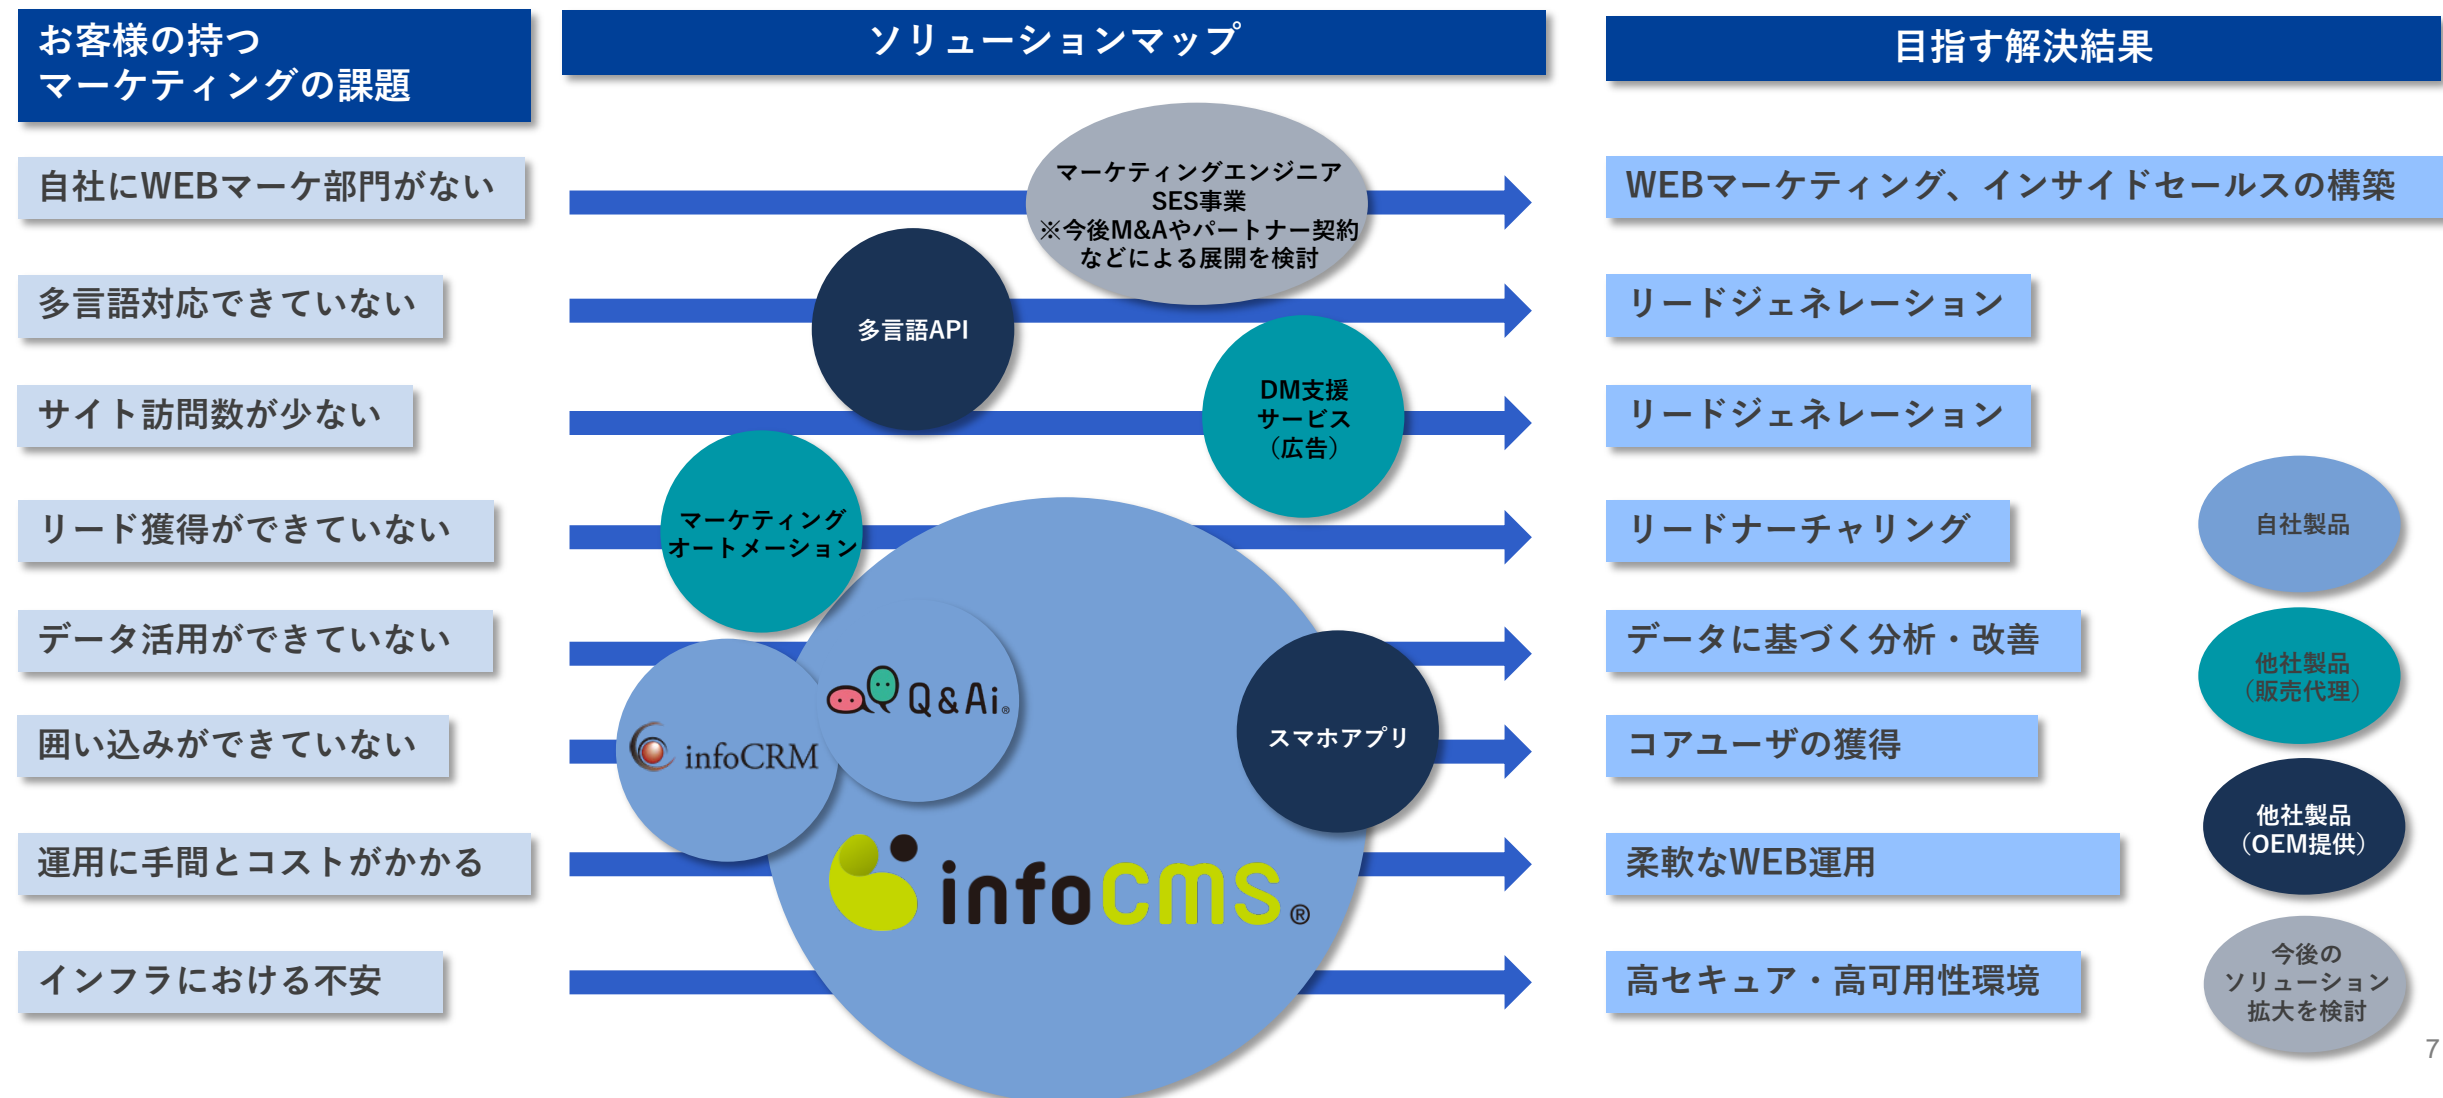 お客様の持つ
マーケティングの課題
ソリューションマップ
目指す解決結果
自社にWEBマーケ部門がない
マーケティングエンジニア
SES事業
※今後M&Aやパートナー契約
などによる展開を検討
WEBマーケティング、インサイドセールスの構築
多言語対応できていない
多言語API
リードジェネレーション
サイト訪問数が少ない
DM支援
サービス
（広告）
リードジェネレーション
リード獲得ができていない
マーケティング
オートメーション
リードナーチャリング
データ活用ができていない
Q&Ai®
データに基づく分析・改善
囲い込みができていない
infoCRM
スマホアプリ
コアユーザの獲得
運用に手間とコストがかかる
infoCMS®
柔軟なWEB運用
インフラにおける不安
高セキュア・高可用性環境
自社製品
他社製品
（販売代理）
他社製品
（OEM提供）
今後の
ソリューション
拡大を検討
7